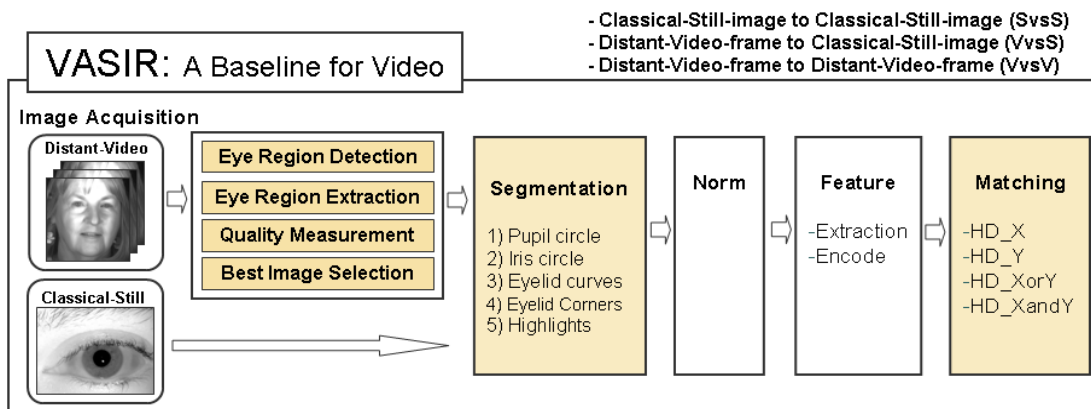 - Classical-Still-image to Classical-Still-image (SvsS)
- Distant-Video-frame to Classical-Still-image (VvsS)
- Distant-Video-frame to Distant-Video-frame (VvsV)
VASIR: A Baseline for Video
Image Acquisition
Distant-Video
Eye Region Detection
Eye Region Extraction
Quality Measurement
Best Image Selection
Classical-Still
Segmentation
1) Pupil circle
2) Iris circle
3) Eyelid curves
4) Eyelid Corners
5) Highlights
Norm
Feature
-Extraction
-Encode
Matching
-HD_X
-HD_Y
-HD_XorY
-HD_XandY